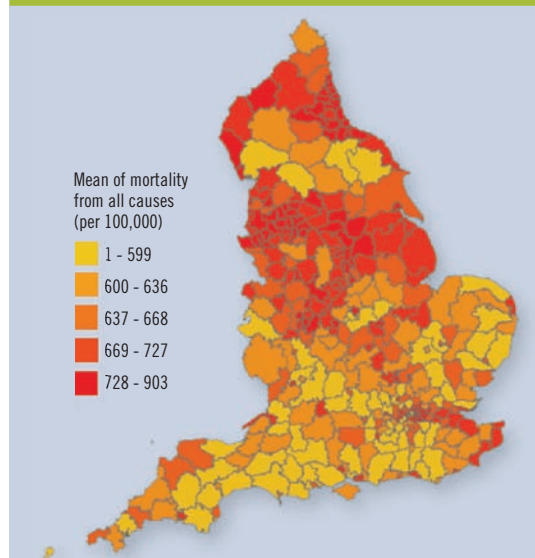 Mean of mortality
from all causes
(per 100,000)
1 - 599
600 - 636
637 - 668
669 - 727
728 - 903